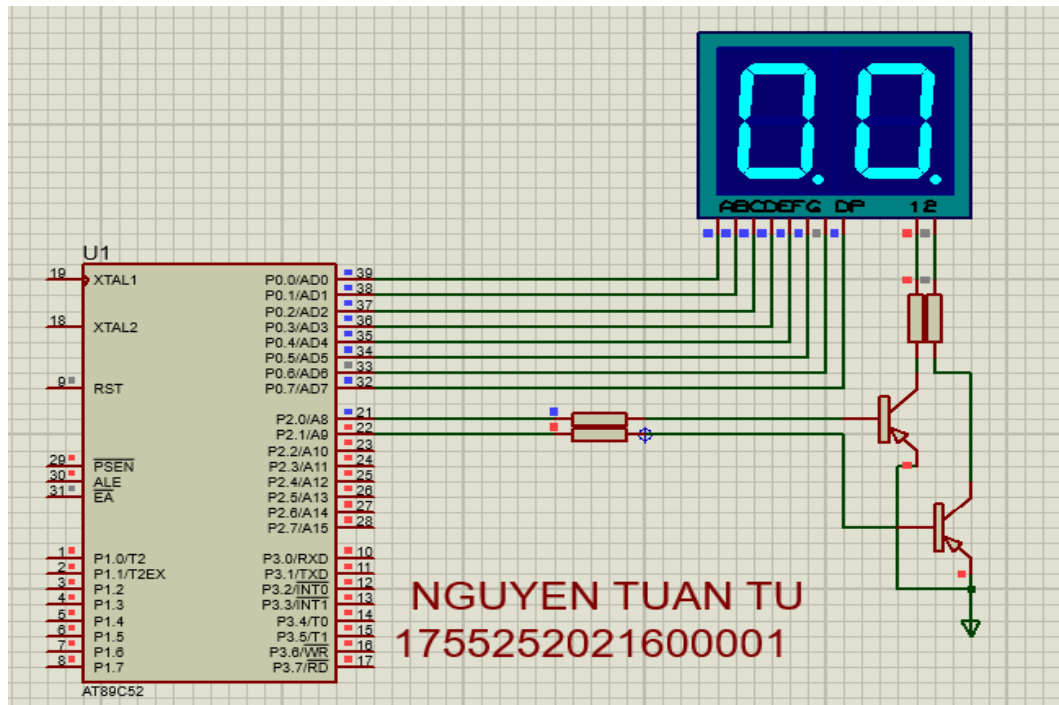 ABCDEFG DP 12
U1
19 XTAL1 P0.0/AD0 39
P0.1/AD1 38
P0.2/AD2 37
18 XTAL2 P0.3/AD3 36
P0.4/AD4 35
P0.5/AD5 34
P0.6/AD6 33
9 RST P0.7/AD7 32
P2.0/A8 21
P2.1/A9 22
P2.2/A10 23
29 PSEN P2.3/A11 24
30 ALE P2.4/A12 25
31 EA P2.5/A13 26
P2.6/A14 27
P2.7/A15 28
1 P1.0/T2 P3.0/RXD 10
2 P1.1/T2EX P3.1/TXD 11
3 P1.2 P3.2/INT0 12
4 P1.3 P3.3/INT1 13
5 P1.4 P3.4/T0 14
6 P1.5 P3.5/T1 15
7 P1.6 P3.6/WR 16
8 P1.7 P3.7/RD 17
AT89C52
NGUYEN TUAN TU
1755252021600001
0.0.